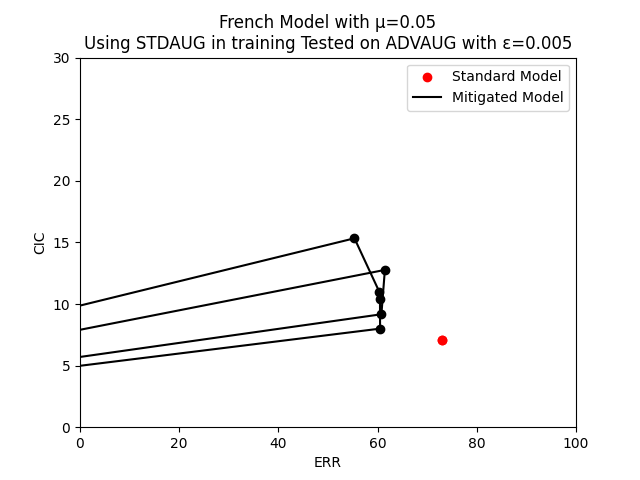 French Model with μ=0.05
Using STDAUG in training Tested on ADVAUG with ε=0.005
Standard Model
Mitigated Model
30
25
20
15
10
5
0
CIC
0 20 40 60 80 100
ERR